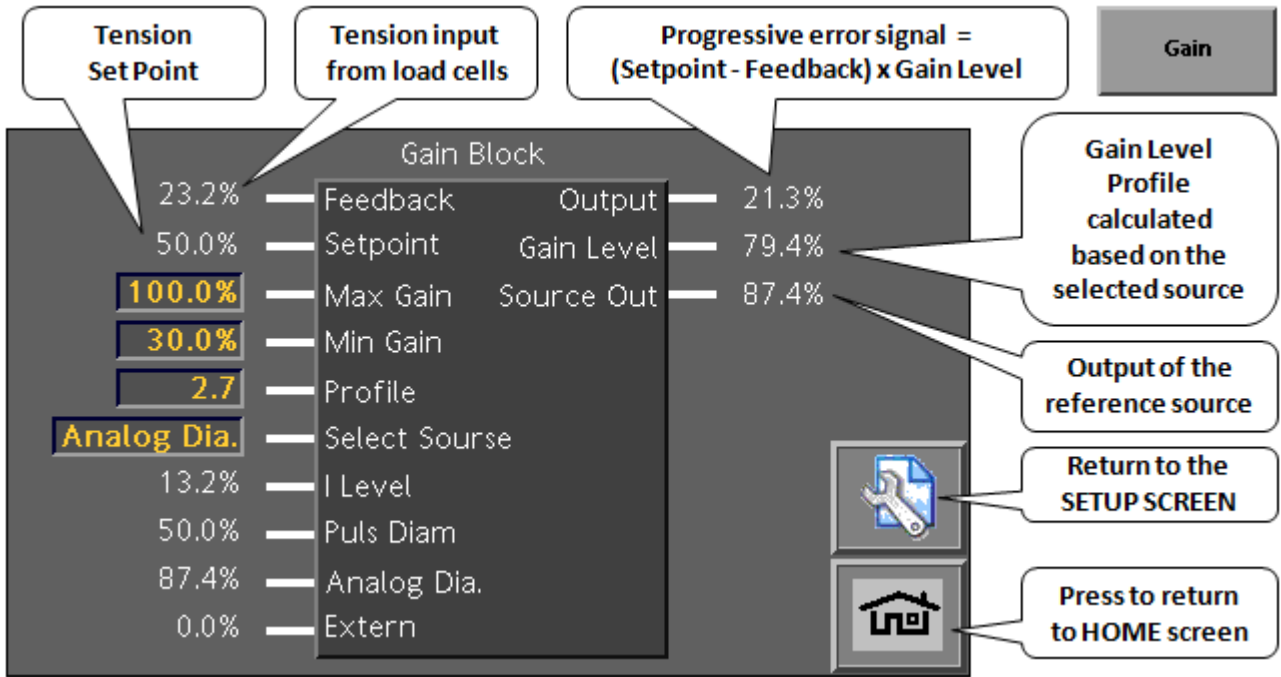 Tension
Set Point
Tension input
from load cells
Progressive error signal =
(Setpoint - Feedback) x Gain Level
Gain
Gain Block
23.2% Feedback Output 21.3%
50.0% Setpoint Gain Level 79.4%
100.0% Max Gain Source Out 87.4%
30.0% Min Gain
2.7 Profile
Analog Dia. Select Sourse
13.2% I Level
50.0% Puls Diam
87.4% Analog Dia.
0.0% Extern
Gain Level
Profile
calculated
based on the
selected source
Output of the
reference source
Return to the
SETUP SCREEN
Press to return
to HOME screen